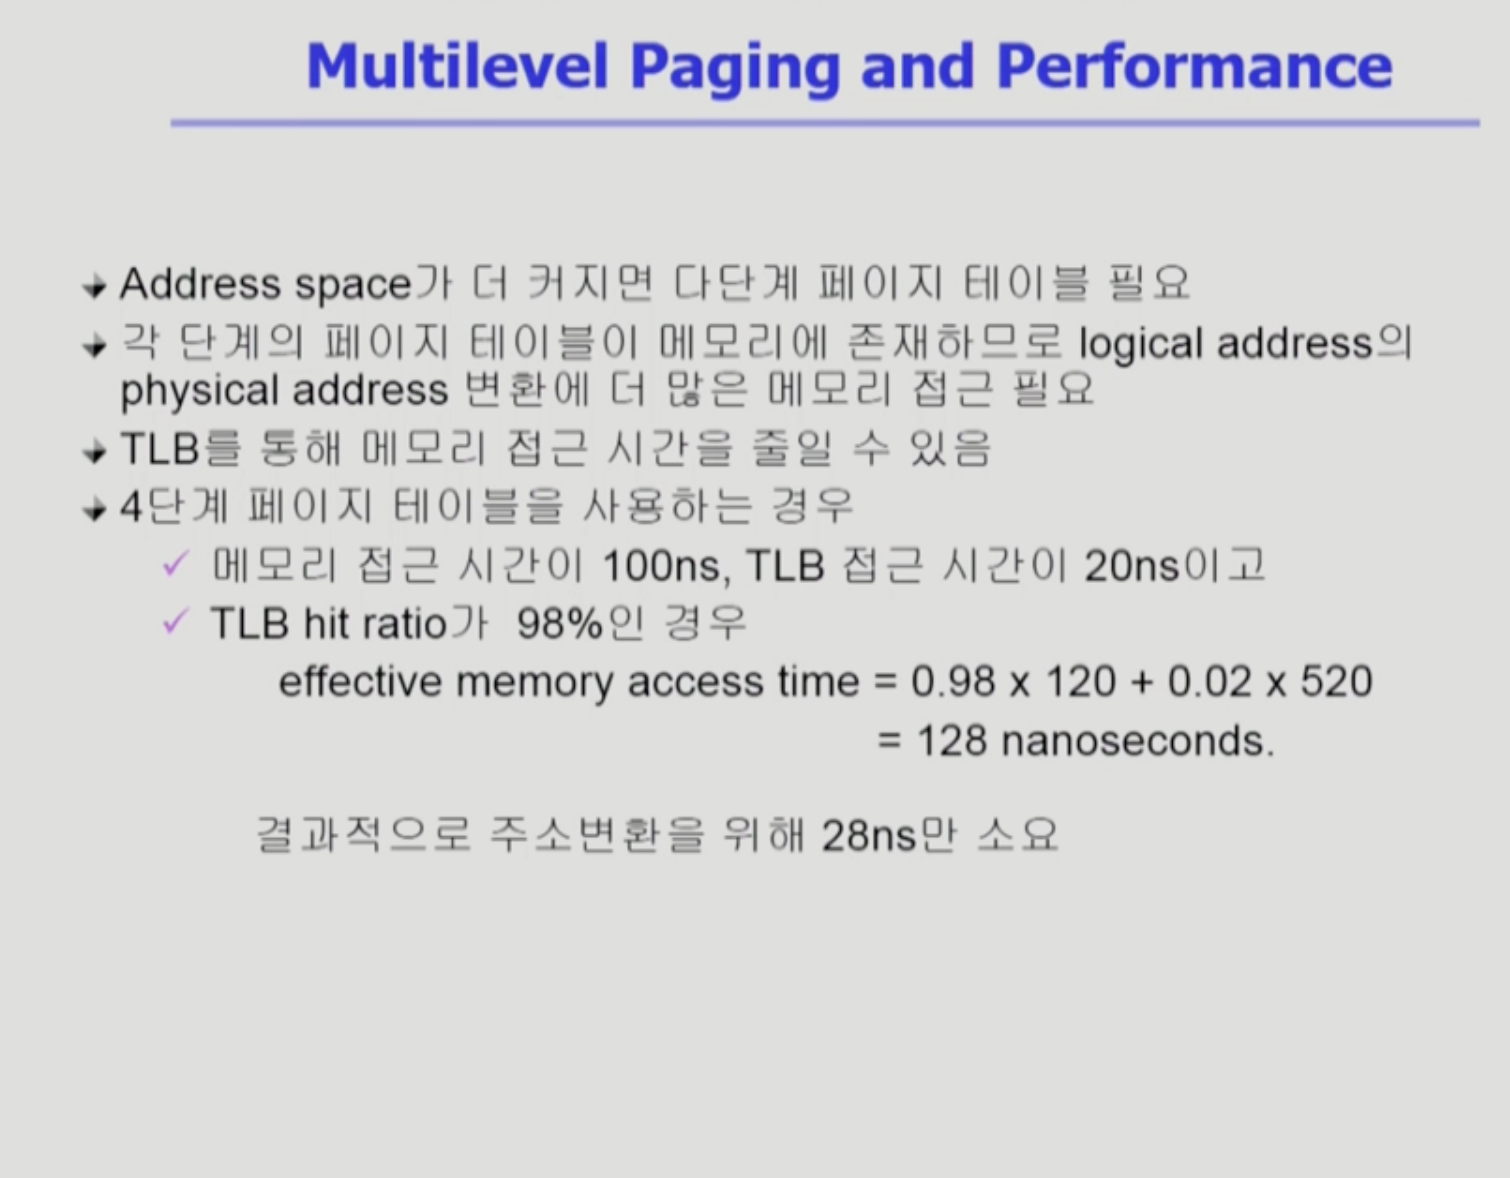 Multilevel Paging and Performance
Address space가 더 커지면 다단계 페이지 테이블 필요
각 단계의 페이지 테이블이 메모리에 존재하므로 logical address의
physical address 변환에 더 많은 메모리 접근 필요
TLB를 통해 메모리 접근 시간을 줄일 수 있음
4단계 페이지 테이블을 사용하는 경우
✓ 메모리 접근 시간이 100ns, TLB 접근 시간이 20ns이고
✓ TLB hit ratio가 98%인 경우
effective memory access time = 0.98 x 120 + 0.02 x 520
= 128 nanoseconds.
결과적으로 주소변환을 위해 28ns만 소요